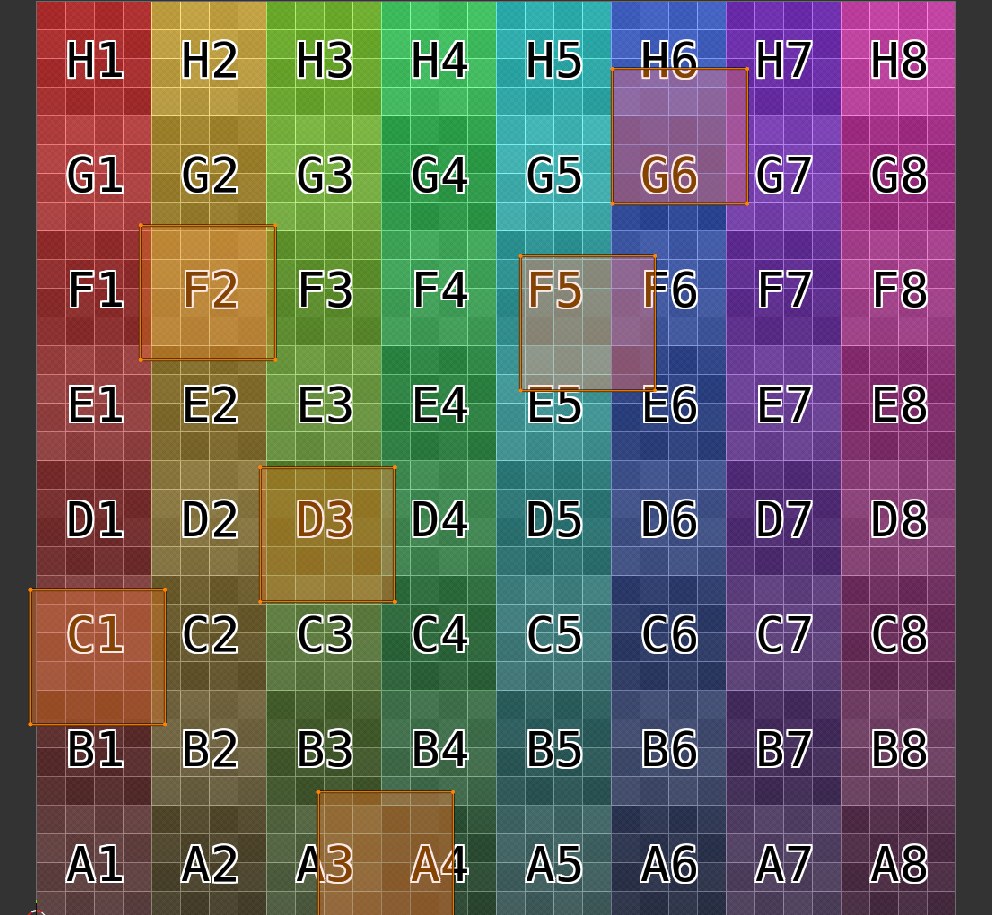 H1 H2 H3 H4 H5 H6 H7 H8
G1 G2 G3 G4 G5 G6 G7 G8
F1 F2 F3 F4 F5 F6 F7 F8
E1 E2 E3 E4 E5 E6 E7 E8
D1 D2 D3 D4 D5 D6 D7 D8
C1 C2 C3 C4 C5 C6 C7 C8
B1 B2 B3 B4 B5 B6 B7 B8
A1 A2 A3 A4 A5 A6 A7 A8